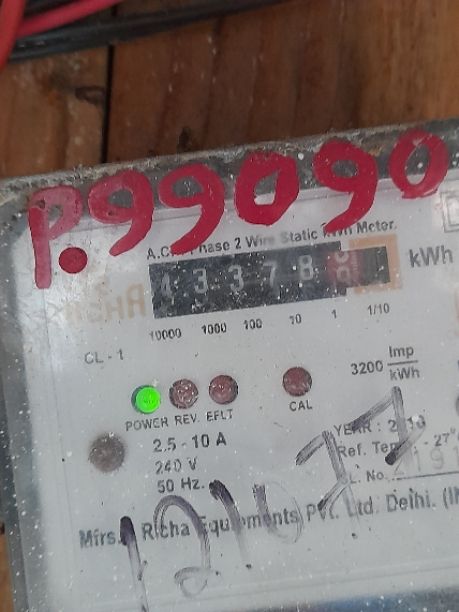 P.99090
A.C. Phase 2 Wire Static kWh Meter.
4 3 3 7 8 kWh
10000 1000 100 10 1 1/10
CL - 1
3200 Imp/kWh
POWER REV. EFLT CAL
2.5 - 10 A
240 V
50 Hz.
Ref. 27°
Richa Equipments Pvt. Ltd. Delhi.